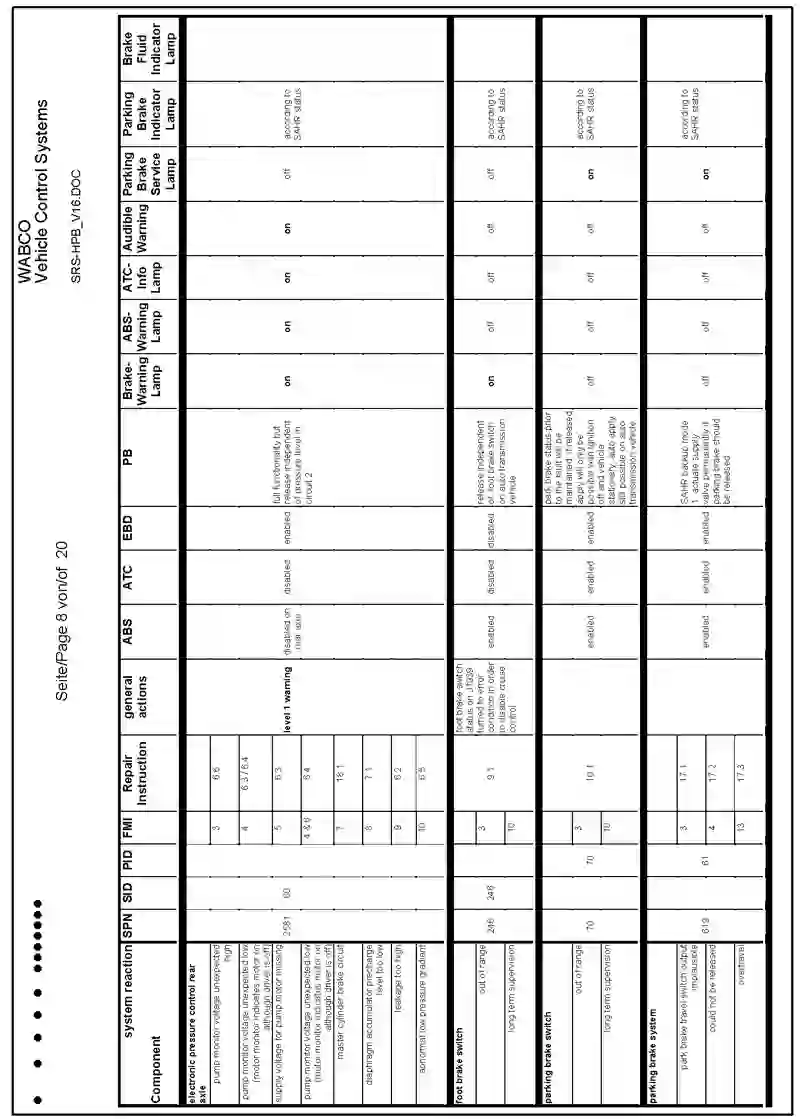 WABCO
Vehicle Control Systems
SRS-HPB_V16.DOC
Seite/Page 8 von/of 20
system reaction
Component
SPN
SID
PID
FMI
Repair Instruction
general actions
ABS
ATC
EBD
PB
Brake-Warning Lamp
ABS-Warning Lamp
ATC-Info Lamp
Audible Warning
Parking Brake Service Lamp
Parking Brake Indicator Lamp
Brake Fluid Indicator Lamp
electronic pressure control rear axle
2581
level 1 warning
disabled on rear axle
disabled
enabled
full functionality but release independent of pressure level in circuit 2
on
on
on
on
off
according to SAHR status
pump monitor voltage unexpected high
3
pump monitor voltage unexpected low (motor monitor indicates motor on although driver is off)
4
6.3 / 6.4
supply voltage for pump motor missing
5
6.3
pump monitor voltage unexpected low (motor monitor indicates motor on although driver is off)
6.4
master cylinder brake circuit
7
18.1
diaphragm accumulator precharge level too low
8
7.1
leakage too high
9
6.2
abnormal low pressure gradient
10
foot brake switch
246
246
9.1
foot brake switch status on J1939 turned to error condition in order to disable cruise control
enabled
disabled
disabled
release independent of foot brake switch on auto transmission vehicle
on
off
off
off
off
according to SAHR status
out of range
3
long term supervision
10
parking brake switch
70
70
10.1
enabled
enabled
enabled
park brake status prior to the fault will be maintained, if released, apply will only be possible with ignition off and vehicle stationary, auto apply still possible on auto-transmission vehicle
off
off
off
off
on
according to SAHR status
out of range
3
long term supervision
10
parking brake system
619
61
enabled
enabled
enabled
SAHR backup mode 1, actuate supply valve permanently if parking brake should be released
off
off
off
off
on
according to SAHR status
park brake travel switch output implausible
3
17.1
could not be released
4
17.2
overtravel
13
17.3